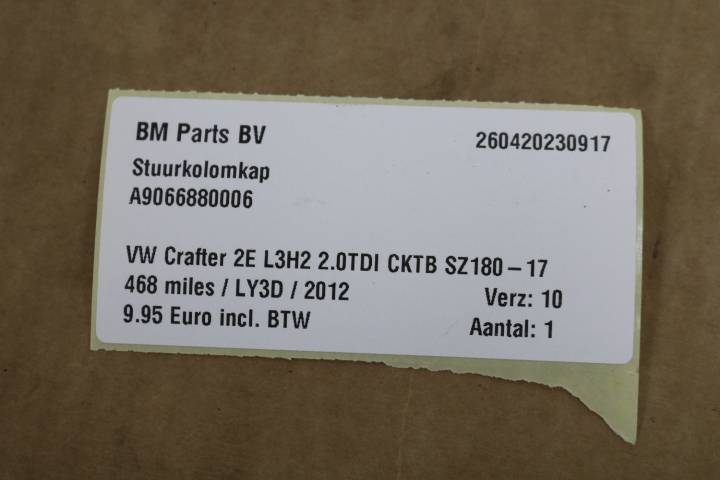 BM Parts BV 260420230917
Stuurkolomkap
A9066880006
VW Crafter 2E L3H2 2.0TDI CKTB SZ180-17
468 miles / LY3D / 2012 Verz: 10
9.95 Euro incl. BTW Aantal: 1